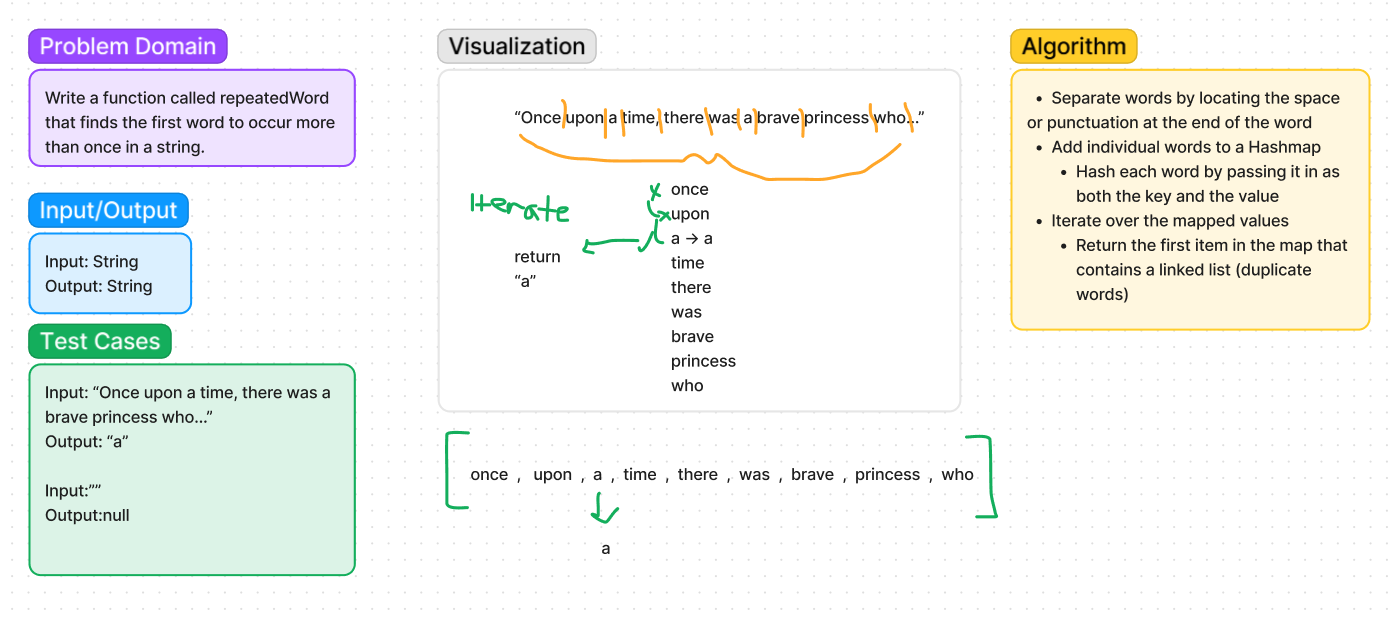 Problem Domain
Write a function called repeatedWord
that finds the first word to occur more
than once in a string.
Input/Output
Input: String
Output: String
Test Cases
Input: “Once upon a time, there was a
brave princess who...”
Output: “a”
Input:””
Output:null
Visualization
“Once upon a time, there was a brave princess who...”
Iterate
return
“a”
x once
x upon
a → a
time
there
was
brave
princess
who
[ once , upon , a , time , there , was , brave , princess , who ]
a
Algorithm
• Separate words by locating the space
or punctuation at the end of the word
• Add individual words to a Hashmap
• Hash each word by passing it in as
both the key and the value
• Iterate over the mapped values
• Return the first item in the map that
contains a linked list (duplicate
words)